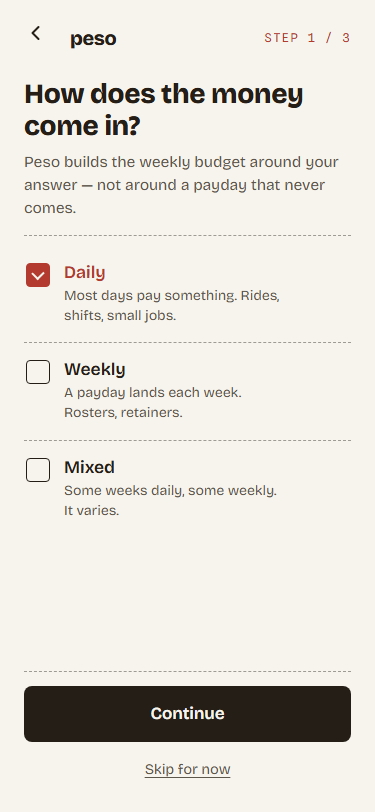 peso
STEP 1 / 3
How does the money
come in?
Peso builds the weekly budget around your
answer — not around a payday that never
comes.
Daily
Most days pay something. Rides,
shifts, small jobs.
Weekly
A payday lands each week.
Rosters, retainers.
Mixed
Some weeks daily, some weekly.
It varies.
Continue
Skip for now